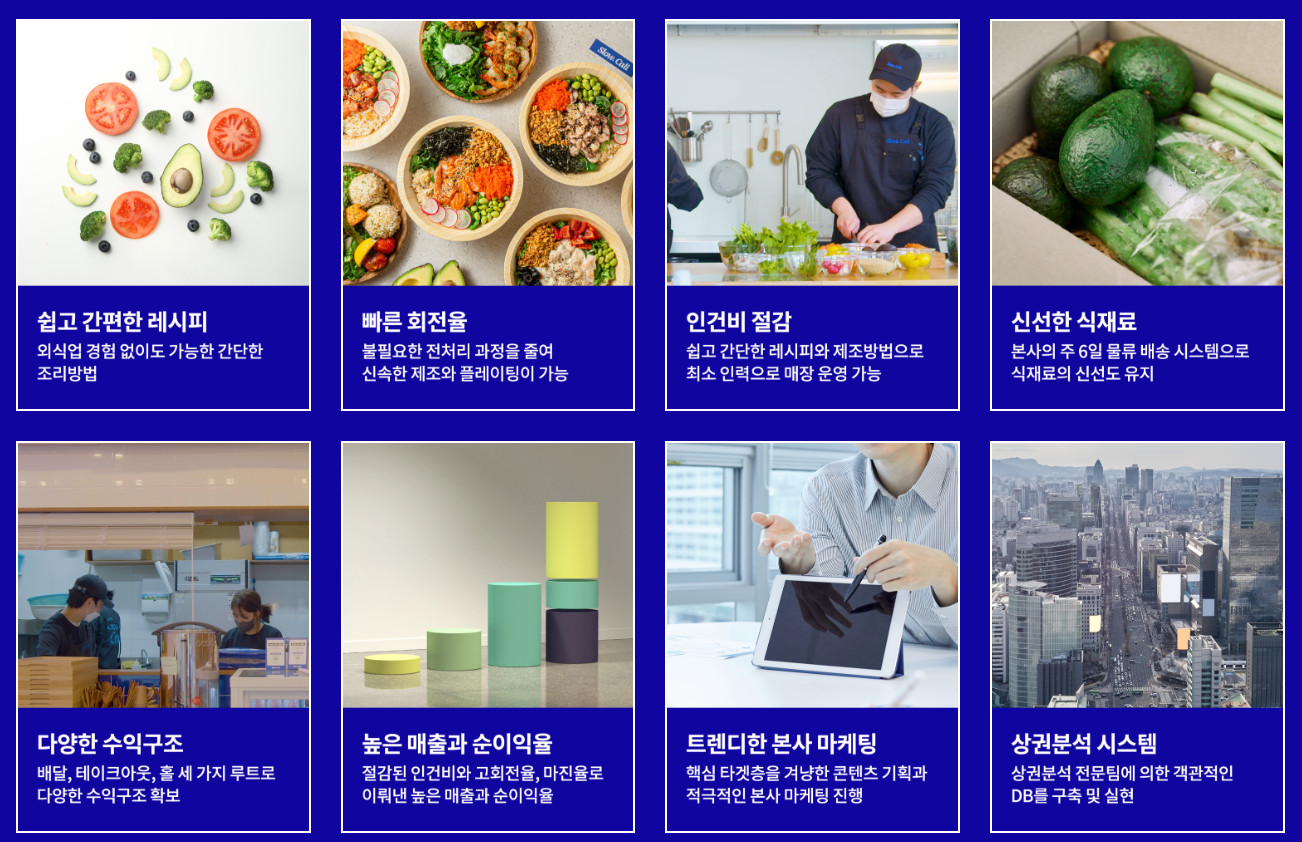 Slow Cali
쉽고 간편한 레시피
외식업 경험 없이도 가능한 간단한
조리방법
빠른 회전율
불필요한 전처리 과정을 줄여
신속한 제조와 플레이팅이 가능
인건비 절감
쉽고 간단한 레시피와 제조방법으로
최소 인력으로 매장 운영 가능
신선한 식재료
본사의 주 6일 물류 배송 시스템으로
식재료의 신선도 유지
다양한 수익구조
배달, 테이크아웃, 홀 세 가지 루트로
다양한 수익구조 확보
높은 매출과 순이익율
절감된 인건비와 고회전율, 마진율로
이뤄낸 높은 매출과 순이익율
트렌디한 본사 마케팅
핵심 타겟층을 겨냥한 콘텐츠 기획과
적극적인 본사 마케팅 진행
상권분석 시스템
상권분석 전문팀에 의한 객관적인
DB를 구축 및 실현